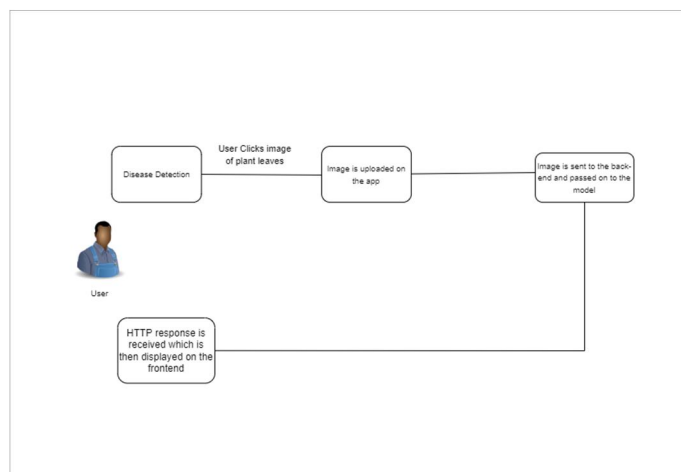 User Clicks image
of plant leaves
Disease Detection
Image is uploaded on
the app
Image is sent to the back-
end and passed on to the
model
User
HTTP response is
received which is
then displayed on the
frontend